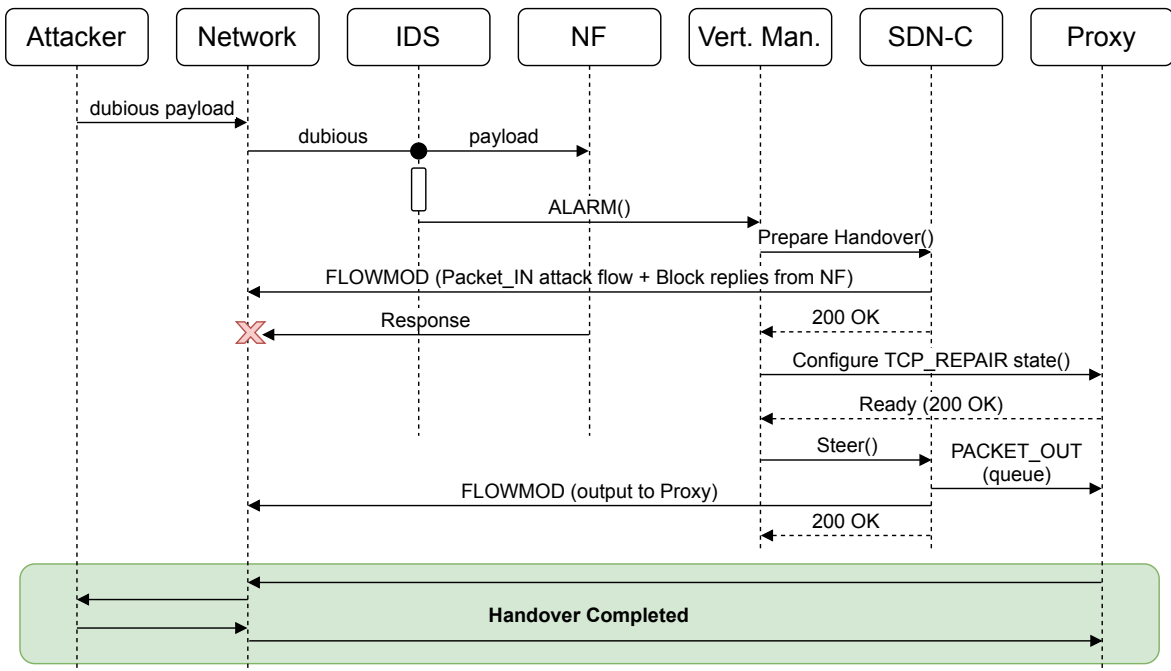 Attacker
Network
IDS
NF
Vert. Man.
SDN-C
Proxy
dubious payload
dubious
payload
ALARM()
Prepare Handover()
FLOWMOD (Packet_IN attack flow + Block replies from NF)
Response
200 OK
Configure TCP_REPAIR state()
Ready (200 OK)
Steer()
PACKET_OUT
(queue)
FLOWMOD (output to Proxy)
200 OK
Handover Completed